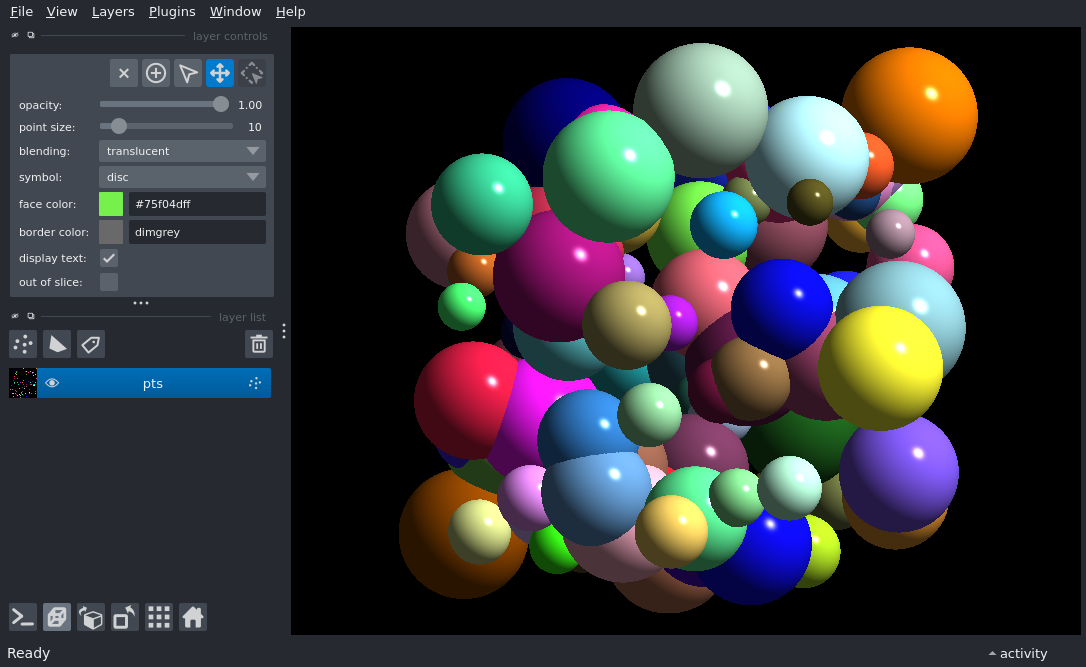 File View Layers Plugins Window Help
layer controls
opacity: 1.00
point size: 10
blending: translucent
symbol: disc
face color: #75f04dff
border color: dimgrey
display text:
out of slice:
layer list
pts
Ready
activity